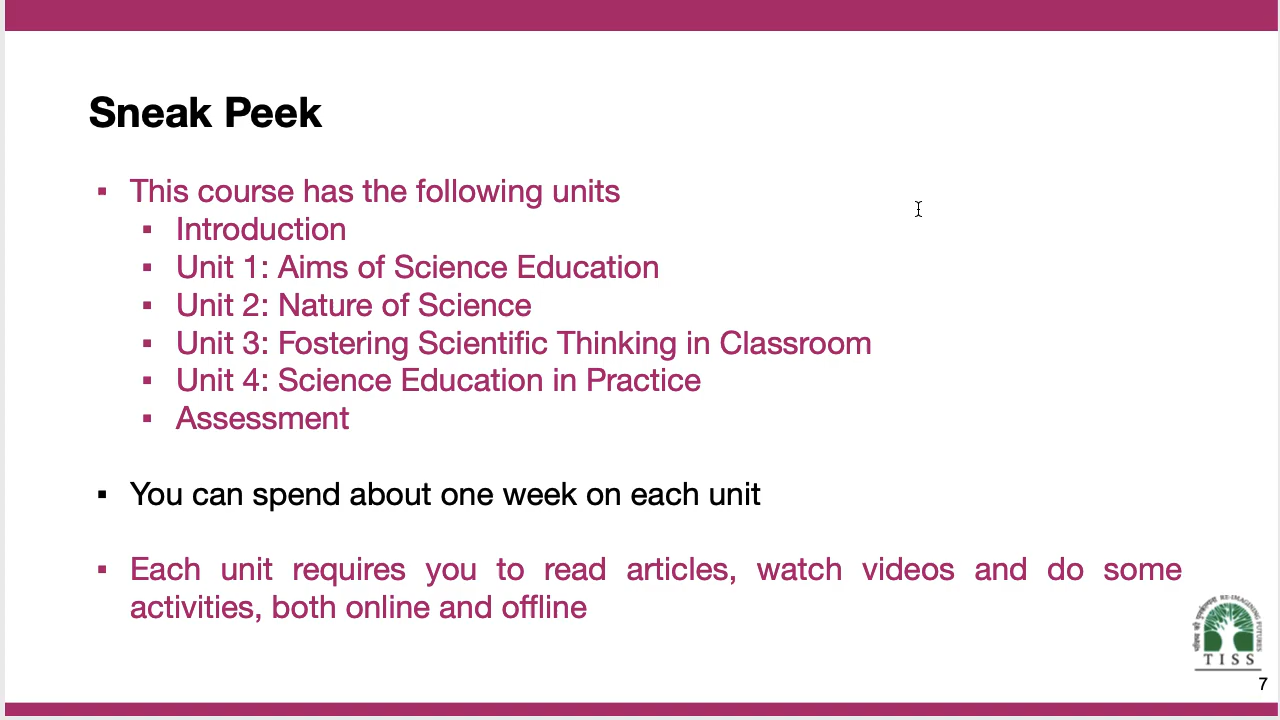 Sneak Peek
▪ This course has the following units
▪ Introduction
▪ Unit 1: Aims of Science Education
▪ Unit 2: Nature of Science
▪ Unit 3: Fostering Scientific Thinking in Classroom
▪ Unit 4: Science Education in Practice
▪ Assessment
▪ You can spend about one week on each unit
▪ Each unit requires you to read articles, watch videos and do some
activities, both online and offline
RE-IMAGINING FUTURES
TISS
7